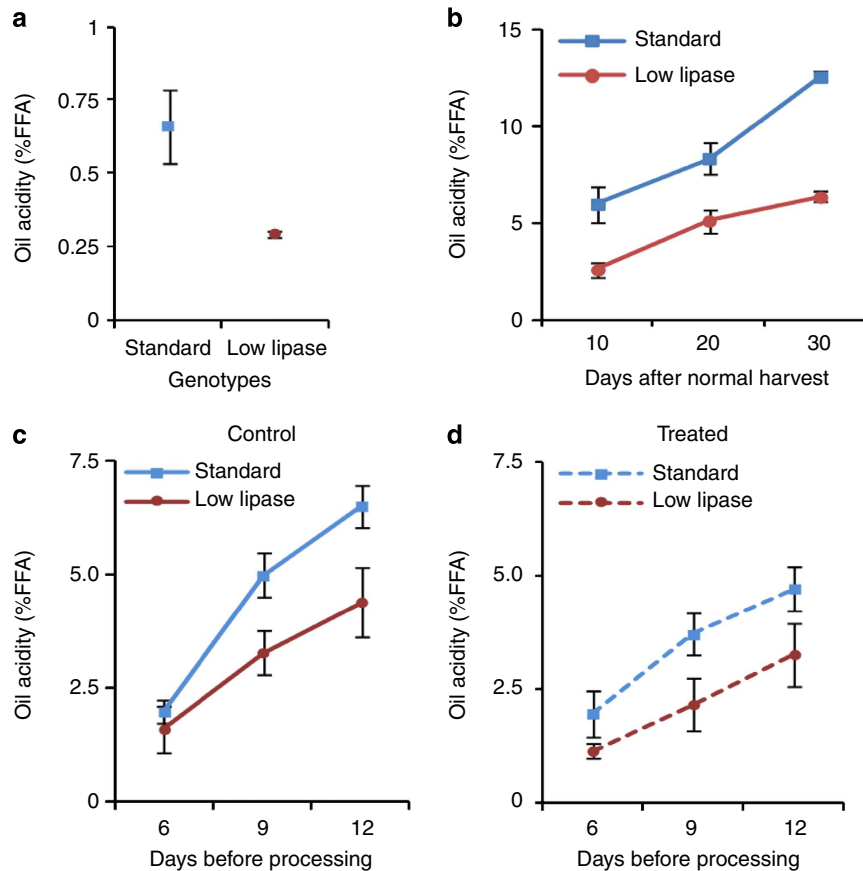 a
1
0.75
0.5
0.25
0
Oil acidity (%FFA)
Standard Low lipase
Genotypes
b
15
10
5
0
Oil acidity (%FFA)
Standard
Low lipase
10 20 30
Days after normal harvest
c
Control
7.5
5.0
2.5
0
Oil acidity (%FFA)
Standard
Low lipase
6 9 12
Days before processing
d
Treated
7.5
5.0
2.5
0
Oil acidity (%FFA)
Standard
Low lipase
6 9 12
Days before processing